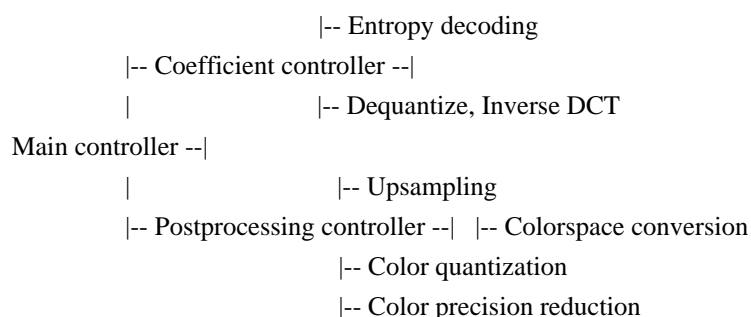 |-- Entropy decoding
|-- Coefficient controller --|
| |-- Dequantize, Inverse DCT
Main controller --|
| |-- Upsampling
|-- Postprocessing controller --| |-- Colorspace conversion
|-- Color quantization
|-- Color precision reduction